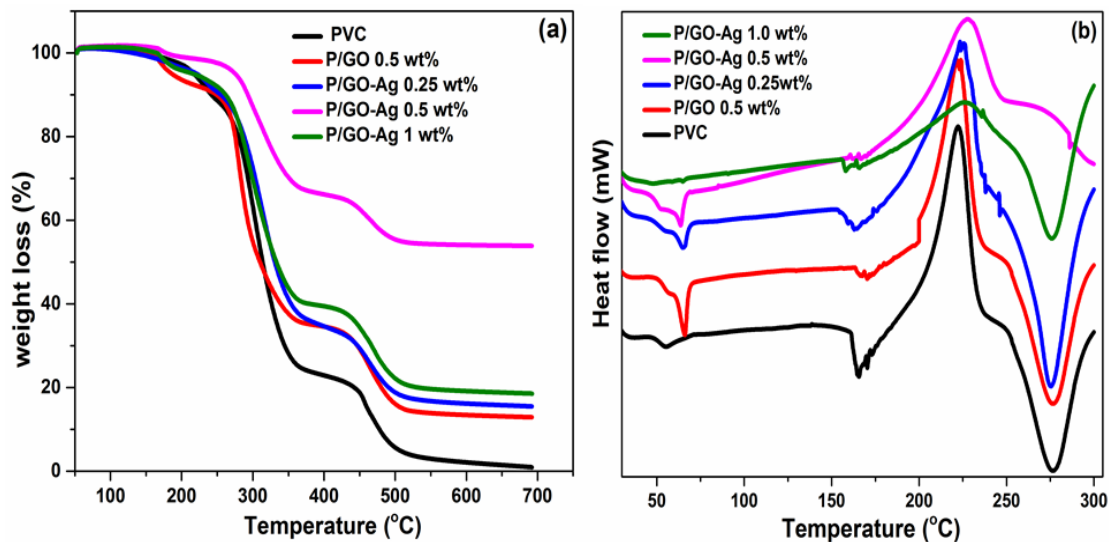 (a)
PVC
P/GO 0.5 wt%
P/GO-Ag 0.25 wt%
P/GO-Ag 0.5 wt%
P/GO-Ag 1 wt%
weight loss (%)
100
80
60
40
20
0
100 200 300 400 500 600 700
Temperature (°C)
(b)
P/GO-Ag 1.0 wt%
P/GO-Ag 0.5 wt%
P/GO-Ag 0.25wt%
P/GO 0.5 wt%
PVC
Heat flow (mW)
50 100 150 200 250 300
Temperature (°C)